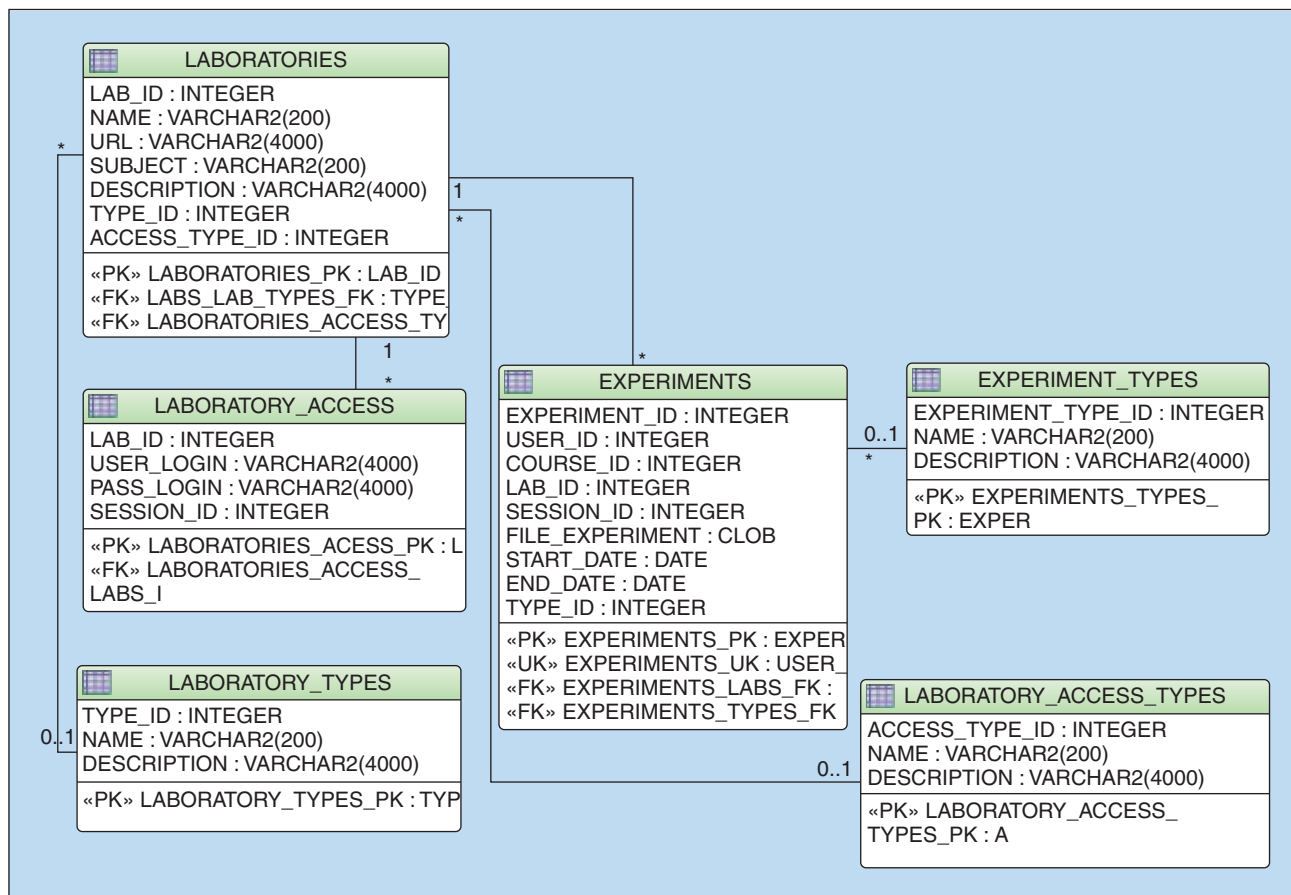 LABORATORIES
LAB_ID : INTEGER
NAME : VARCHAR2(200)
URL : VARCHAR2(4000)
SUBJECT : VARCHAR2(200)
DESCRIPTION : VARCHAR2(4000)
TYPE_ID : INTEGER
ACCESS_TYPE_ID : INTEGER
«PK» LABORATORIES_PK : LAB_ID
«FK» LABS_LAB_TYPES_FK : TYPE_
«FK» LABORATORIES_ACCESS_TY
*
1
*
1
*
LABORATORY_ACCESS
LAB_ID : INTEGER
USER_LOGIN : VARCHAR2(4000)
PASS_LOGIN : VARCHAR2(4000)
SESSION_ID : INTEGER
«PK» LABORATORIES_ACESS_PK : L
«FK» LABORATORIES_ACCESS_
LABS_I
*
EXPERIMENTS
EXPERIMENT_ID : INTEGER
USER_ID : INTEGER
COURSE_ID : INTEGER
LAB_ID : INTEGER
SESSION_ID : INTEGER
FILE_EXPERIMENT : CLOB
START_DATE : DATE
END_DATE : DATE
TYPE_ID : INTEGER
«PK» EXPERIMENTS_PK : EXPER
«UK» EXPERIMENTS_UK : USER_
«FK» EXPERIMENTS_LABS_FK :
«FK» EXPERIMENTS_TYPES_FK
0..1
*
EXPERIMENT_TYPES
EXPERIMENT_TYPE_ID : INTEGER
NAME : VARCHAR2(200)
DESCRIPTION : VARCHAR2(4000)
«PK» EXPERIMENTS_TYPES_
PK : EXPER
LABORATORY_TYPES
TYPE_ID : INTEGER
NAME : VARCHAR2(200)
DESCRIPTION : VARCHAR2(4000)
«PK» LABORATORY_TYPES_PK : TYP
0..1
0..1
LABORATORY_ACCESS_TYPES
ACCESS_TYPE_ID : INTEGER
NAME : VARCHAR2(200)
DESCRIPTION : VARCHAR2(4000)
«PK» LABORATORY_ACCESS_
TYPES_PK : A